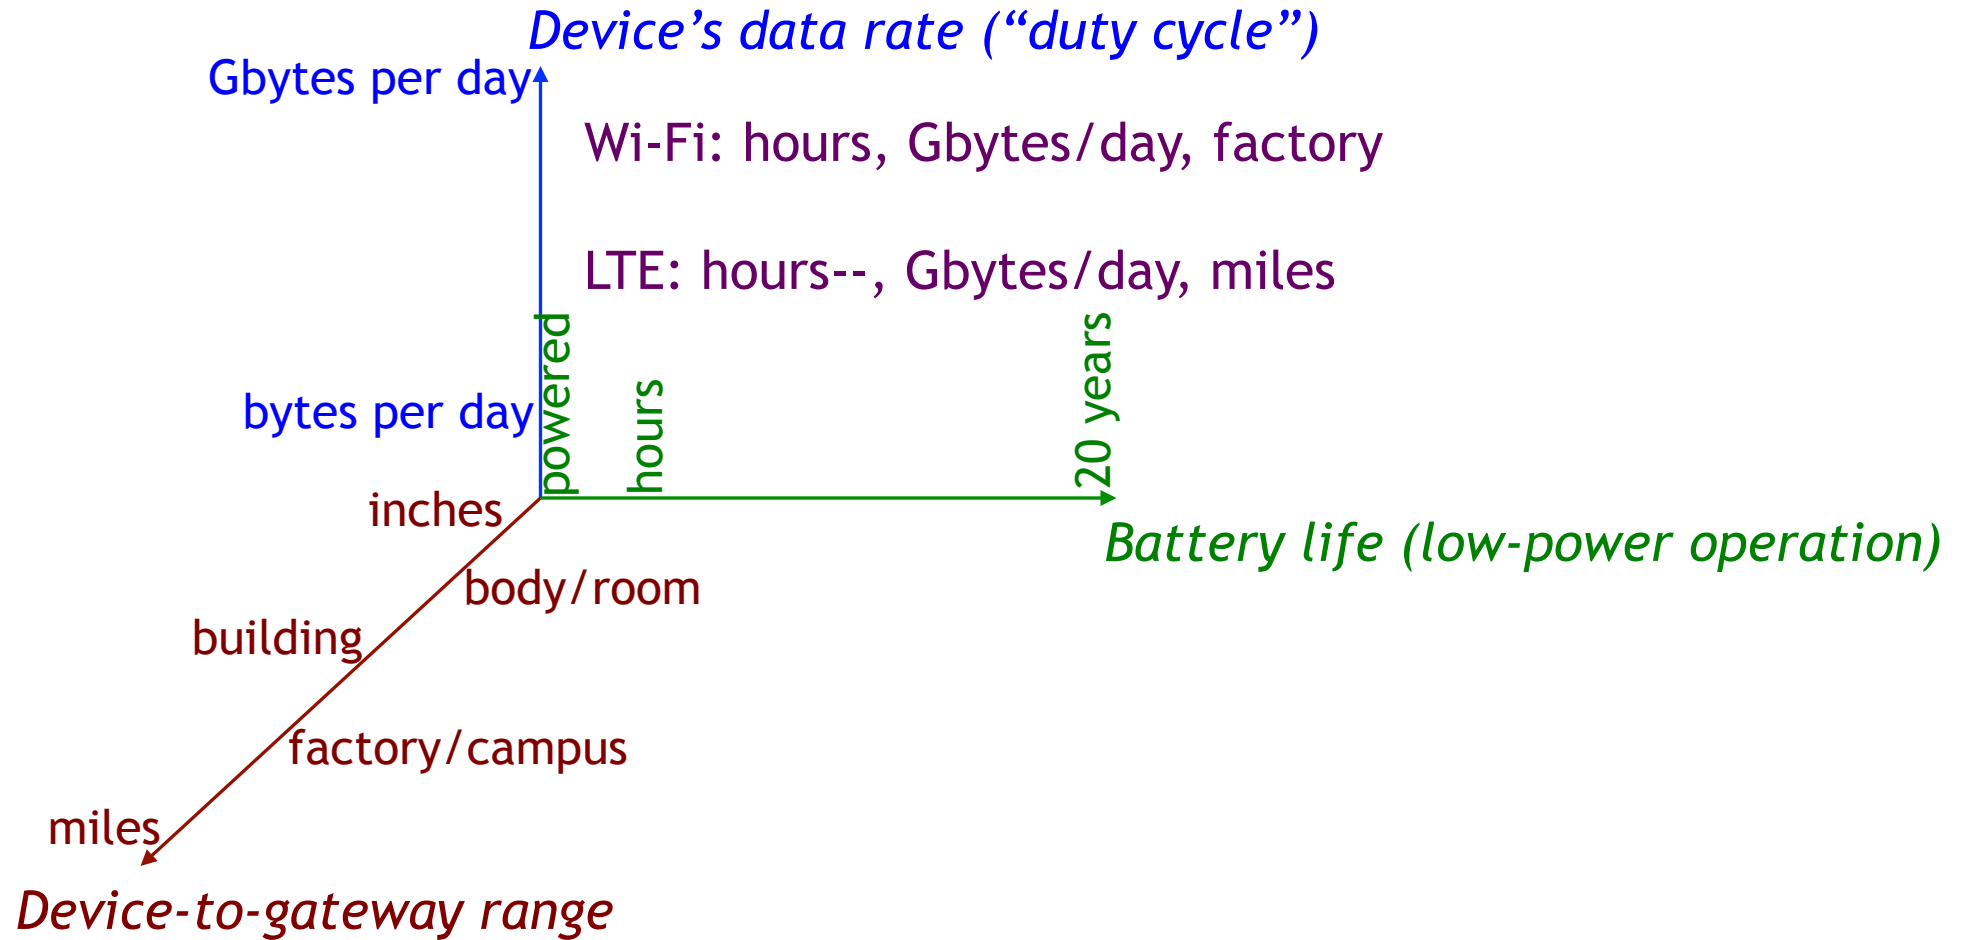 Device’s data rate (“duty cycle”)
Gbytes per day
Wi-Fi: hours, Gbytes/day, factory
LTE: hours--, Gbytes/day, miles
powered
hours
20 years
bytes per day
inches
Battery life (low-power operation)
body/room
building
factory/campus
miles
Device-to-gateway range